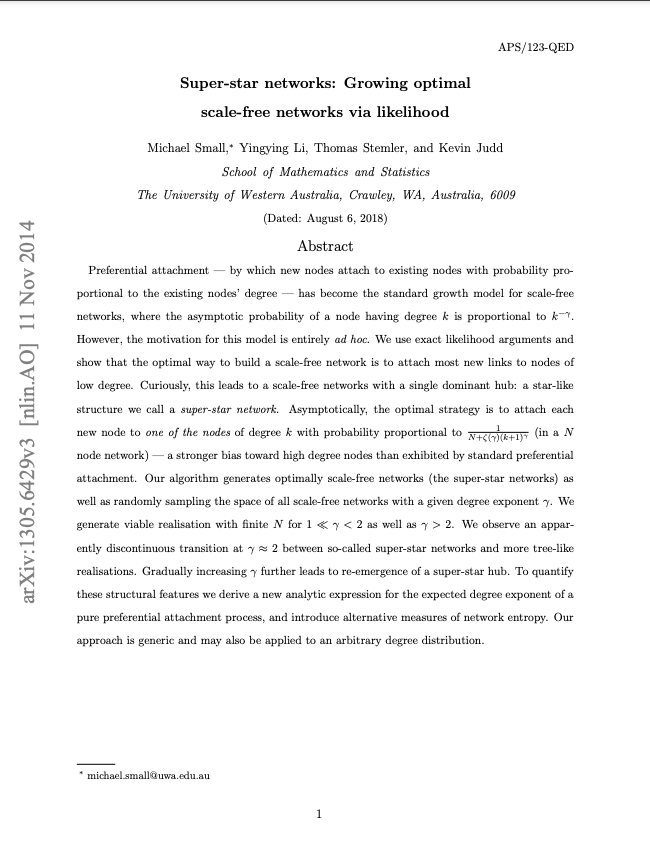 APS/123-QED
Super-star networks: Growing optimal
scale-free networks via likelihood
Michael Small,* Yingying Li, Thomas Stemler, and Kevin Judd
School of Mathematics and Statistics
The University of Western Australia, Crawley, WA, Australia, 6009
(Dated: August 6, 2018)
Abstract
Preferential attachment — by which new nodes attach to existing nodes with probability pro-
portional to the existing nodes' degree — has become the standard growth model for scale-free
networks, where the asymptotic probability of a node having degree k is proportional to k^{−γ}.
However, the motivation for this model is entirely ad hoc. We use exact likelihood arguments and
show that the optimal way to build a scale-free network is to attach most new links to nodes of
low degree. Curiously, this leads to a scale-free networks with a single dominant hub: a star-like
structure we call a super-star network. Asymptotically, the optimal strategy is to attach each
new node to one of the nodes of degree k with probability proportional to \frac{1}{N+ζ(γ)(k+1)^γ} (in a N
node network) — a stronger bias toward high degree nodes than exhibited by standard preferential
attachment. Our algorithm generates optimally scale-free networks (the super-star networks) as
well as randomly sampling the space of all scale-free networks with a given degree exponent γ. We
generate viable realisation with finite N for 1 ≪ γ < 2 as well as γ > 2. We observe an appar-
ently discontinuous transition at γ ≈ 2 between so-called super-star networks and more tree-like
realisations. Gradually increasing γ further leads to re-emergence of a super-star hub. To quantify
these structural features we derive a new analytic expression for the expected degree exponent of a
pure preferential attachment process, and introduce alternative measures of network entropy. Our
approach is generic and may also be applied to an arbitrary degree distribution.
* michael.small@uwa.edu.au
1
arXiv:1305.6429v3 [nlin.AO] 11 Nov 2014